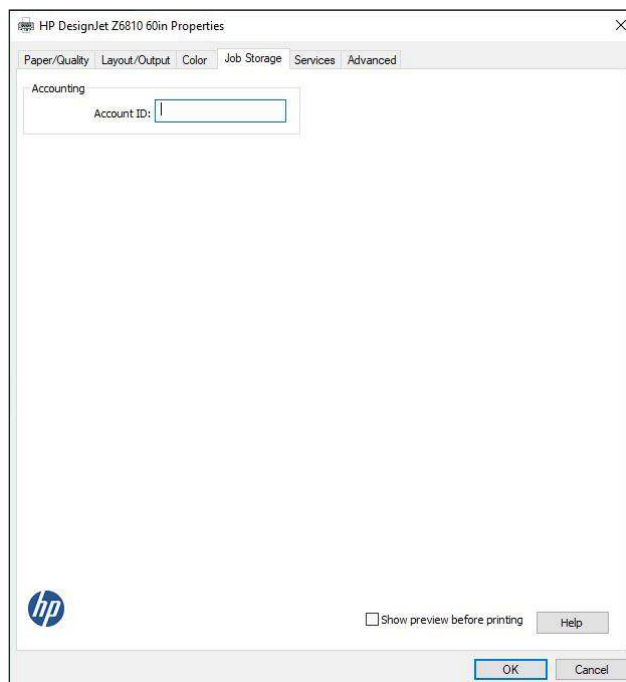 HP DesignJet Z6810 60in Properties
Paper/Quality Layout/Output Color Job Storage Services Advanced
Accounting
Account ID:
hp
Show preview before printing Help
OK Cancel